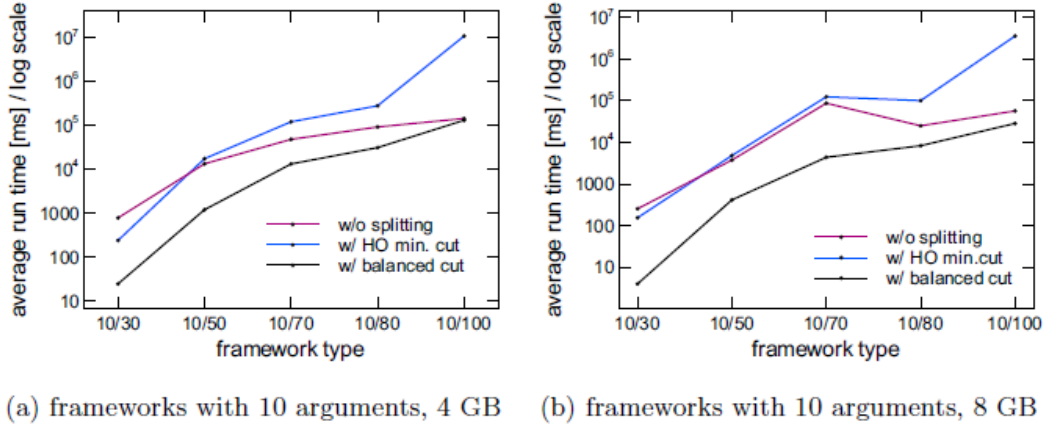 average run time [ms] / log scale
10⁷
10⁶
10⁵
10⁴
1000
100
10
w/o splitting
w/ HO min. cut
w/ balanced cut
10/30 10/50 10/70 10/80 10/100
framework type
(a) frameworks with 10 arguments, 4 GB
average run time [ms] / log scale
10⁷
10⁶
10⁵
10⁴
1000
100
10
w/o splitting
w/ HO min.cut
w/ balanced cut
10/30 10/50 10/70 10/80 10/100
framework type
(b) frameworks with 10 arguments, 8 GB